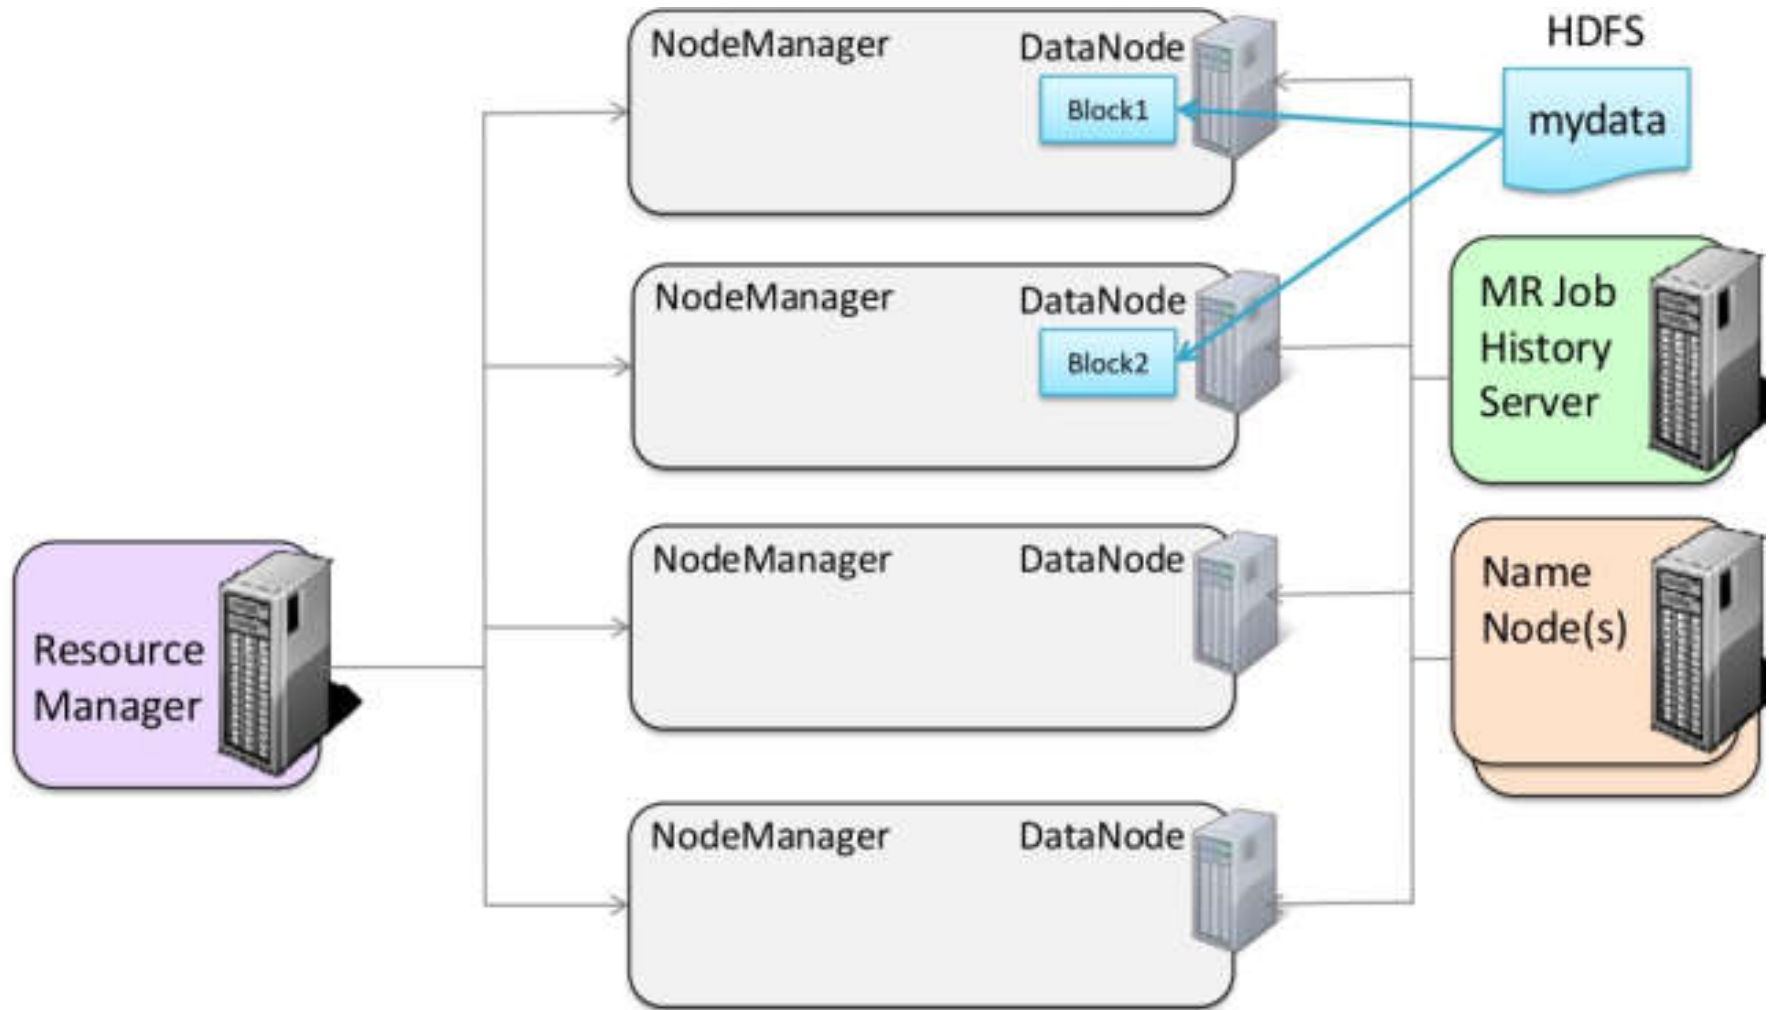 NodeManager
DataNode
Block1
HDFS
mydata
NodeManager
DataNode
Block2
MR Job
History
Server
Resource
Manager
NodeManager
DataNode
Name
Node(s)
NodeManager
DataNode